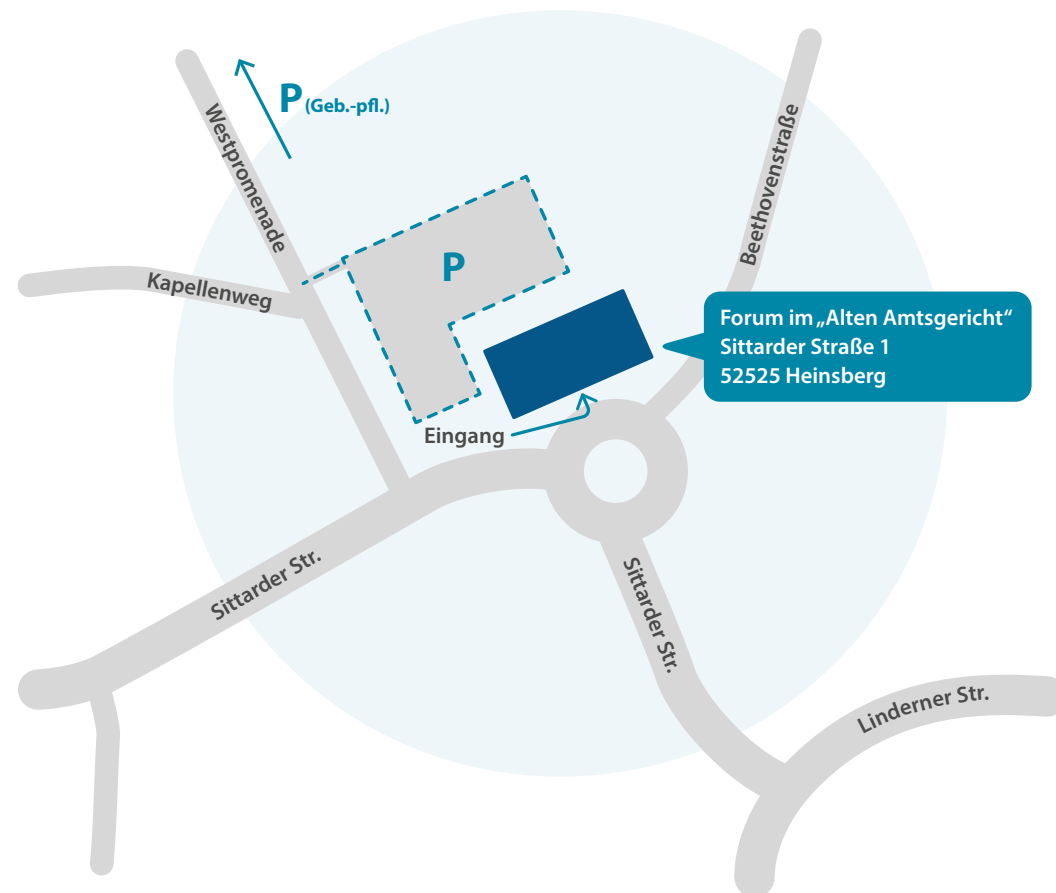 P (Geb.-pfl.)
Westpromenade
Beethovenstraße
P
Kapellenweg
Forum im „Alten Amtsgericht“
Sittarder Straße 1
52525 Heinsberg
Eingang
Sittarder Str.
Sittarder Str.
Linderner Str.